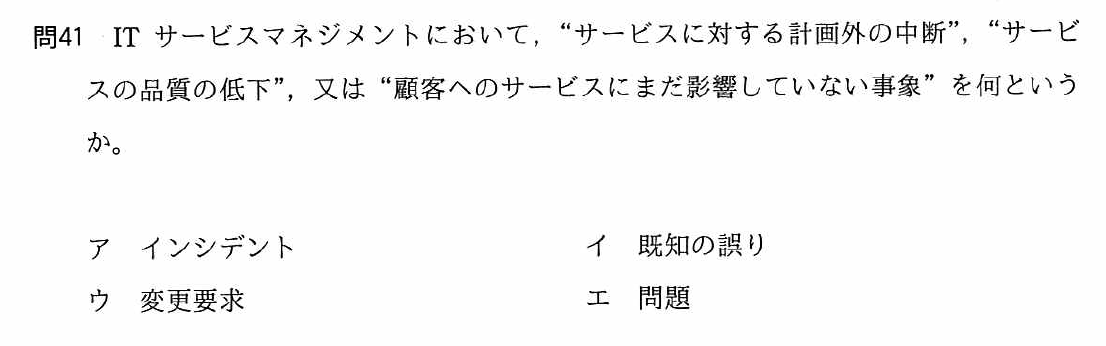 問41 IT サービスマネジメントにおいて，“サービスに対する計画外の中断”，“サービ
スの品質の低下”，又は“顧客へのサービスにまだ影響していない事象”を何という
か。
ア インシデント イ 既知の誤り
ウ 変更要求 エ 問題